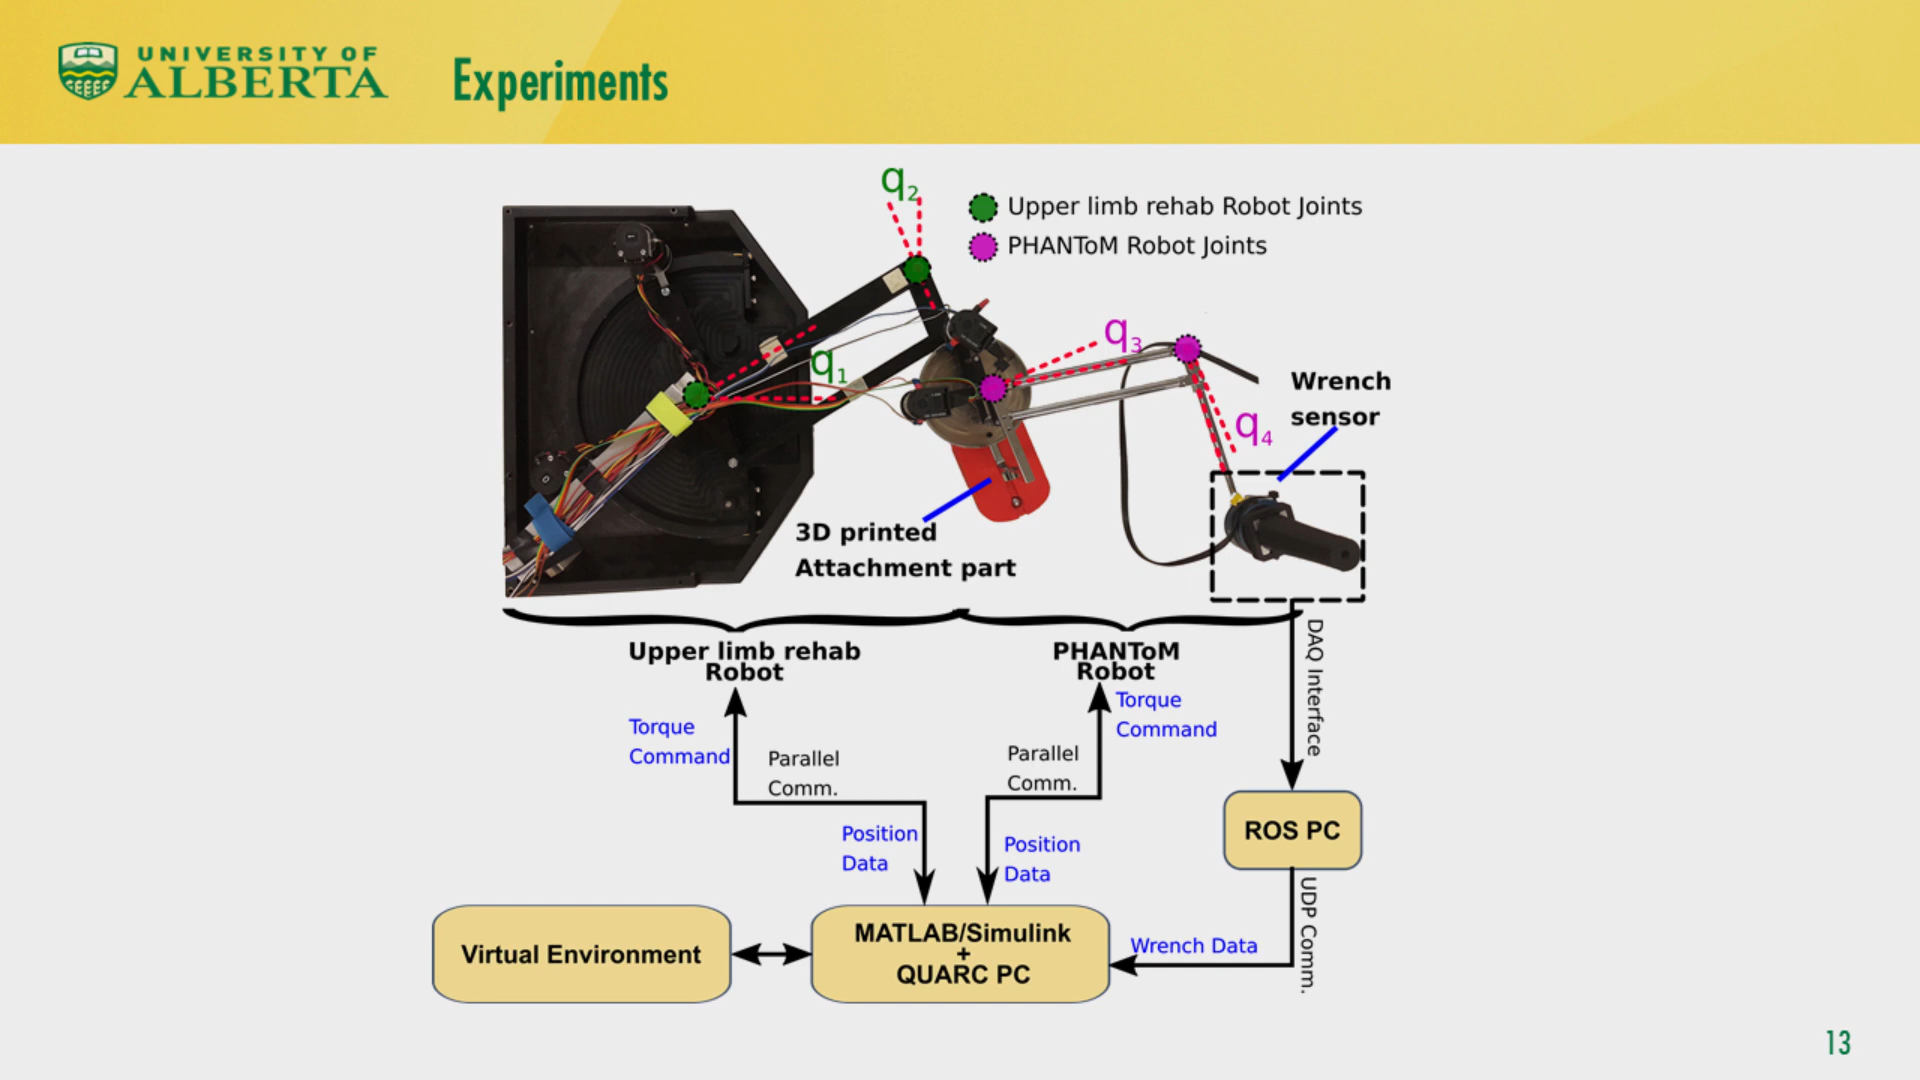 UNIVERSITY OF
ALBERTA
Experiments
q2
Upper limb rehab Robot Joints
PHANToM Robot Joints
q3
q1
Wrench
sensor
q4
3D printed
Attachment part
Upper limb rehab
Robot
PHANToM
Robot
DAQ Interface
Torque
Command
Parallel
Comm.
Torque
Command
Parallel
Comm.
Position
Data
Position
Data
ROS PC
UDP Comm.
Virtual Environment
MATLAB/Simulink
+
QUARC PC
Wrench Data
13